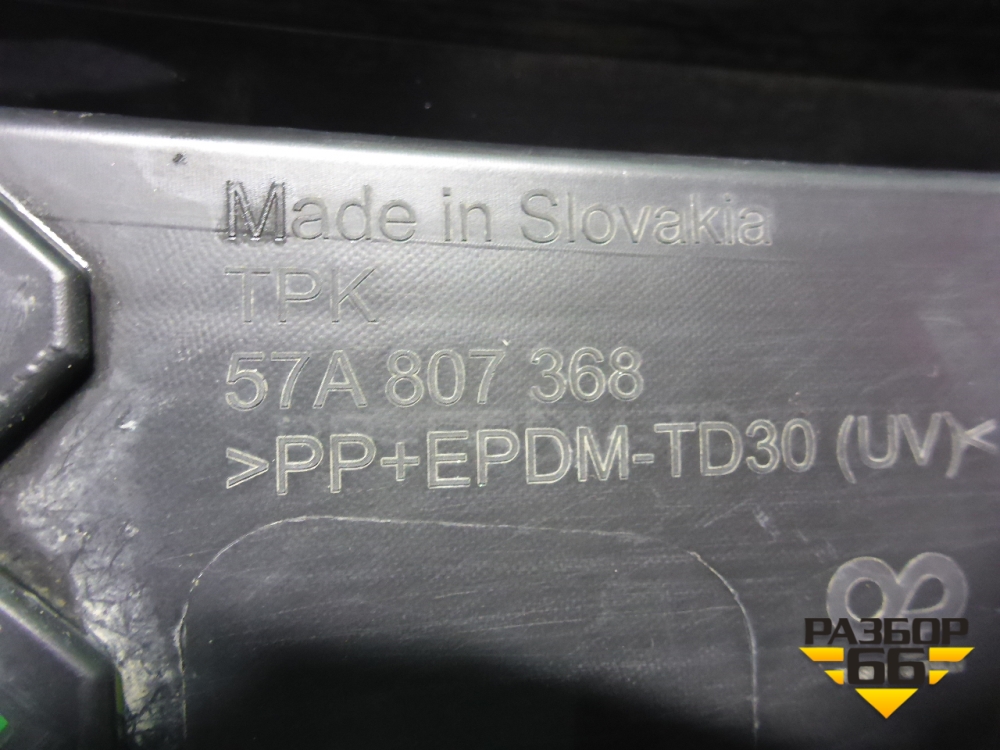 Made in Slovakia
TPK
57A 807 368
>PP+EPDM-TD30 (UV)<
РАЗБОР
66